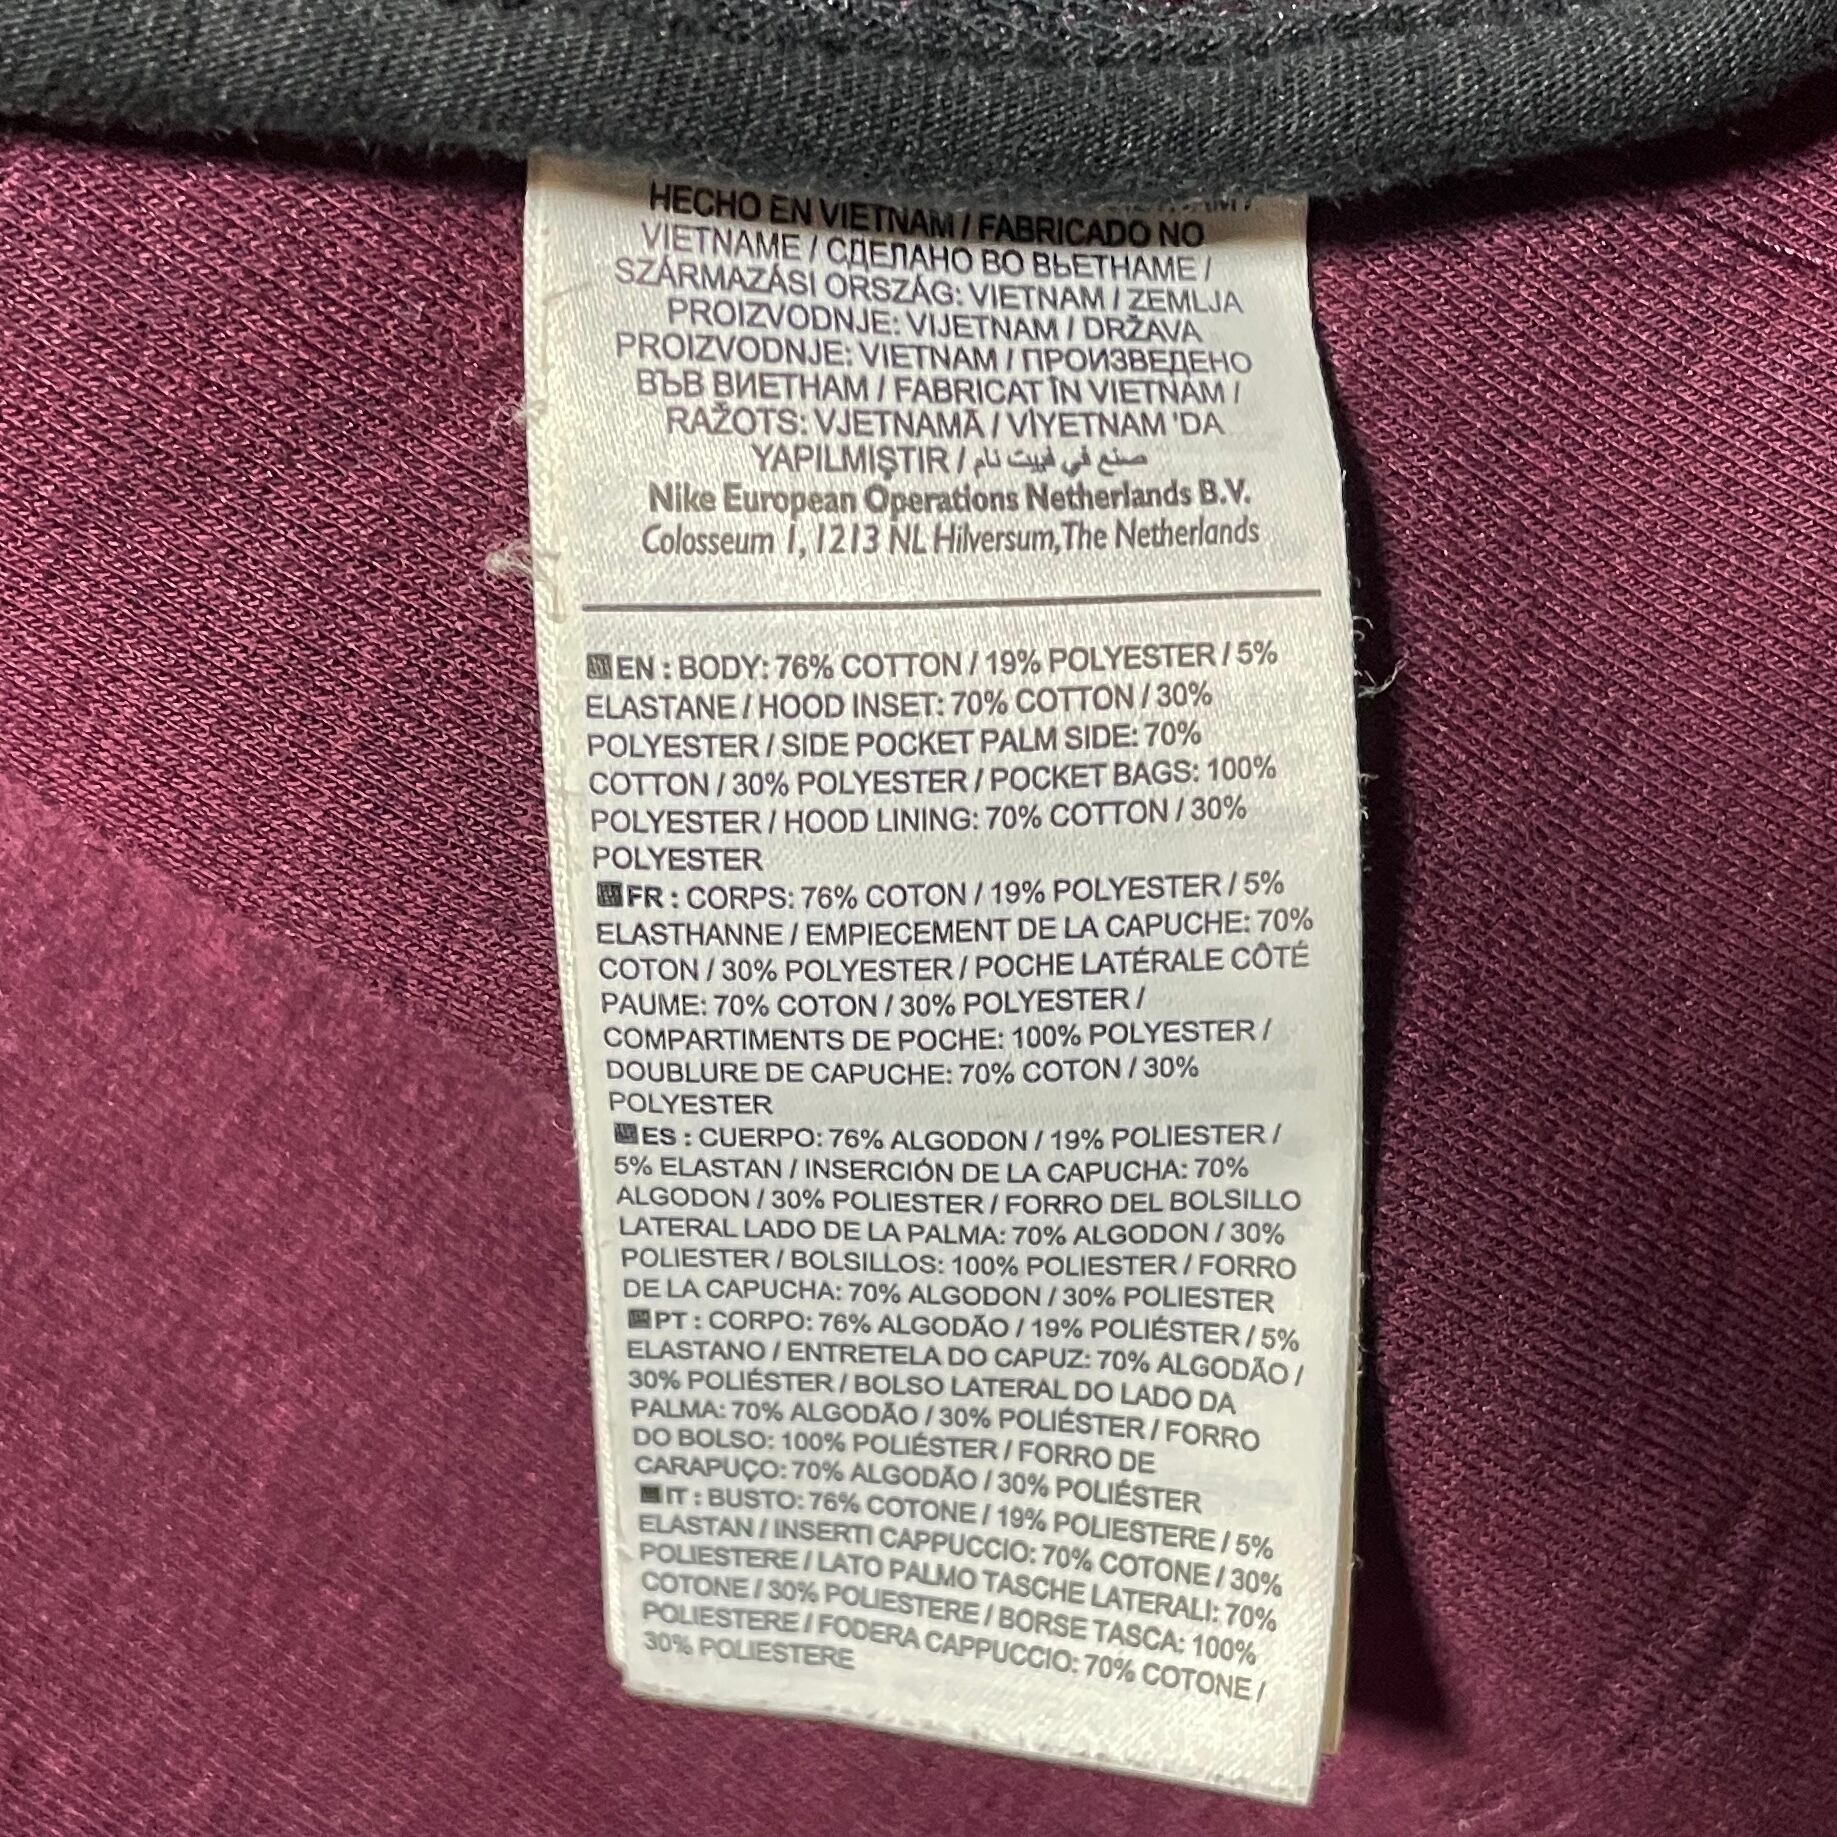 HECHO EN VIETNAM / FABRICADO NO
VIETNAME / СДЕЛАНО ВО ВЬЕТНАМЕ /
SZÁRMAZÁSI ORSZÁG: VIETNAM / ZEMLJA
PROIZVODNJE: VIJETNAM / DRŽAVA
PROIZVODNJE: VIETNAM / ПРОИЗВЕДЕНО
ВЪВ ВИЕТНАМ / FABRICAT ÎN VIETNAM /
RAŽOTS: VJETNAMĀ / VİYETNAM 'DA
YAPILMIŞTIR / صنع في فييت نام
Nike European Operations Netherlands B.V.
Colosseum 1, 1213 NL Hilversum, The Netherlands
EN : BODY: 76% COTTON / 19% POLYESTER / 5%
ELASTANE / HOOD INSET: 70% COTTON / 30%
POLYESTER / SIDE POCKET PALM SIDE: 70%
COTTON / 30% POLYESTER / POCKET BAGS: 100%
POLYESTER / HOOD LINING: 70% COTTON / 30%
POLYESTER
FR : CORPS: 76% COTON / 19% POLYESTER / 5%
ELASTHANNE / EMPIECEMENT DE LA CAPUCHE: 70%
COTON / 30% POLYESTER / POCHE LATÉRALE CÔTÉ
PAUME: 70% COTON / 30% POLYESTER /
COMPARTIMENTS DE POCHE: 100% POLYESTER /
DOUBLURE DE CAPUCHE: 70% COTON / 30%
POLYESTER
ES : CUERPO: 76% ALGODON / 19% POLIESTER /
5% ELASTAN / INSERCIÓN DE LA CAPUCHA: 70%
ALGODON / 30% POLIESTER / FORRO DEL BOLSILLO
LATERAL LADO DE LA PALMA: 70% ALGODON / 30%
POLIESTER / BOLSILLOS: 100% POLIESTER / FORRO
DE LA CAPUCHA: 70% ALGODON / 30% POLIESTER
PT : CORPO: 76% ALGODÃO / 19% POLIÉSTER / 5%
ELASTANO / ENTRETELA DO CAPUZ: 70% ALGODÃO /
30% POLIÉSTER / BOLSO LATERAL DO LADO DA
PALMA: 70% ALGODÃO / 30% POLIÉSTER / FORRO
DO BOLSO: 100% POLIÉSTER / FORRO DE
CARAPUÇO: 70% ALGODÃO / 30% POLIÉSTER
IT : BUSTO: 76% COTONE / 19% POLIESTERE / 5%
ELASTAN / INSERTI CAPPUCCIO: 70% COTONE / 30%
POLIESTERE / LATO PALMO TASCHE LATERALI: 70%
COTONE / 30% POLIESTERE / BORSE TASCA: 100%
POLIESTERE / FODERA CAPPUCCIO: 70% COTONE /
30% POLIESTERE